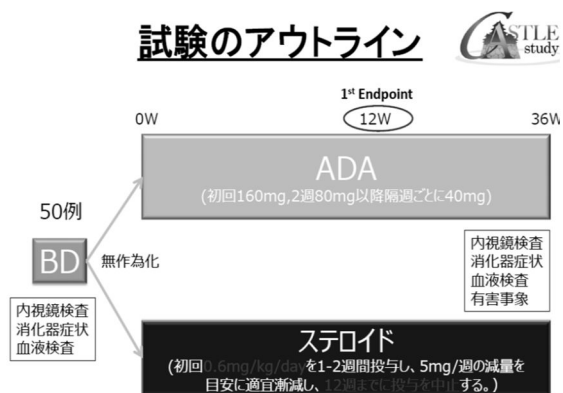 試験のアウトライン
CASTLE
study
1st Endpoint
0W
12W
36W
ADA
(初回160mg,2週80mg以降隔週ごとに40mg)
50例
BD
無作為化
内視鏡検査
消化器症状
血液検査
内視鏡検査
消化器症状
血液検査
有害事象
ステロイド
(初回0.6mg/kg/dayを1-2週間投与し、5mg/週の減量を
目安に適宜漸減し、12週までに投与を中止する。)